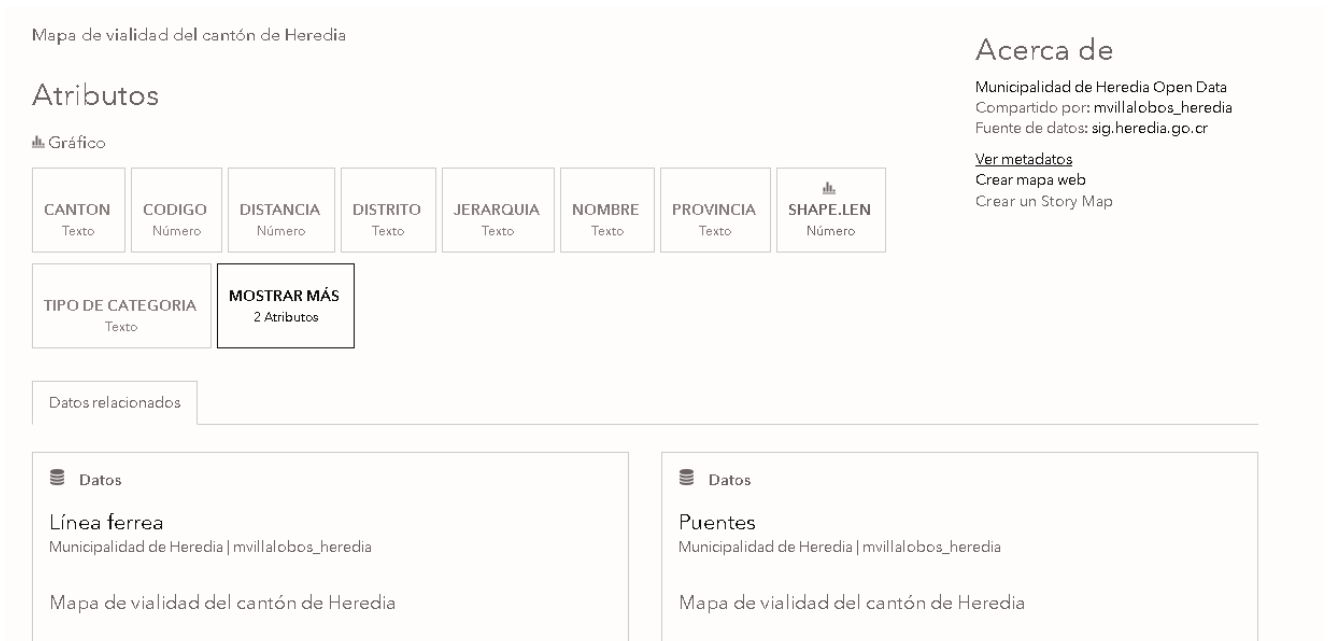 Mapa de vialidad del cantón de Heredia
Atributos
Gráfico
CANTON
Texto
CODIGO
Número
DISTANCIA
Número
DISTRITO
Texto
JERARQUIA
Texto
NOMBRE
Texto
PROVINCIA
Texto
SHAPE.LEN
Número
TIPO DE CATEGORIA
Texto
MOSTRAR MÁS
2 Atributos
Acerca de
Municipalidad de Heredia Open Data
Compartido por: mvillalobos_heredia
Fuente de datos: sig.heredia.go.cr
Ver metadatos
Crear mapa web
Crear un Story Map
Datos relacionados
Datos
Línea ferrea
Municipalidad de Heredia | mvillalobos_heredia
Mapa de vialidad del cantón de Heredia
Datos
Puentes
Municipalidad de Heredia | mvillalobos_heredia
Mapa de vialidad del cantón de Heredia